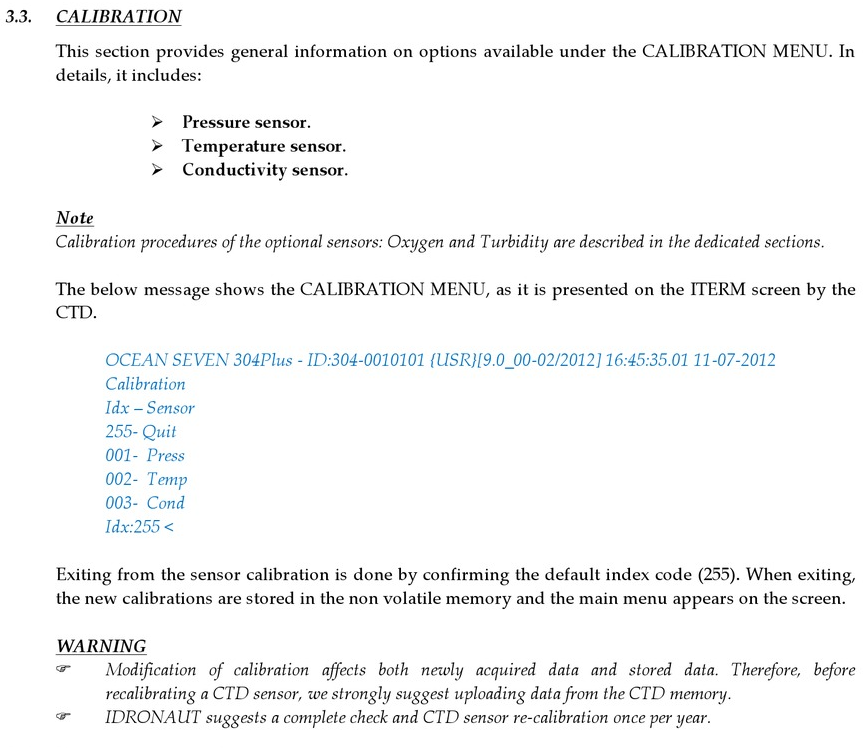 3.3. CALIBRATION
This section provides general information on options available under the CALIBRATION MENU. In
details, it includes:
➢ Pressure sensor.
➢ Temperature sensor.
➢ Conductivity sensor.
Note
Calibration procedures of the optional sensors: Oxygen and Turbidity are described in the dedicated sections.
The below message shows the CALIBRATION MENU, as it is presented on the ITERM screen by the
CTD.
OCEAN SEVEN 304Plus - ID:304-0010101 {USR}[9.0_00-02/2012] 16:45:35.01 11-07-2012
Calibration
Idx – Sensor
255- Quit
001- Press
002- Temp
003- Cond
Idx:255 <
Exiting from the sensor calibration is done by confirming the default index code (255). When exiting,
the new calibrations are stored in the non volatile memory and the main menu appears on the screen.
WARNING
☞ Modification of calibration affects both newly acquired data and stored data. Therefore, before
recalibrating a CTD sensor, we strongly suggest uploading data from the CTD memory.
☞ IDRONAUT suggests a complete check and CTD sensor re-calibration once per year.